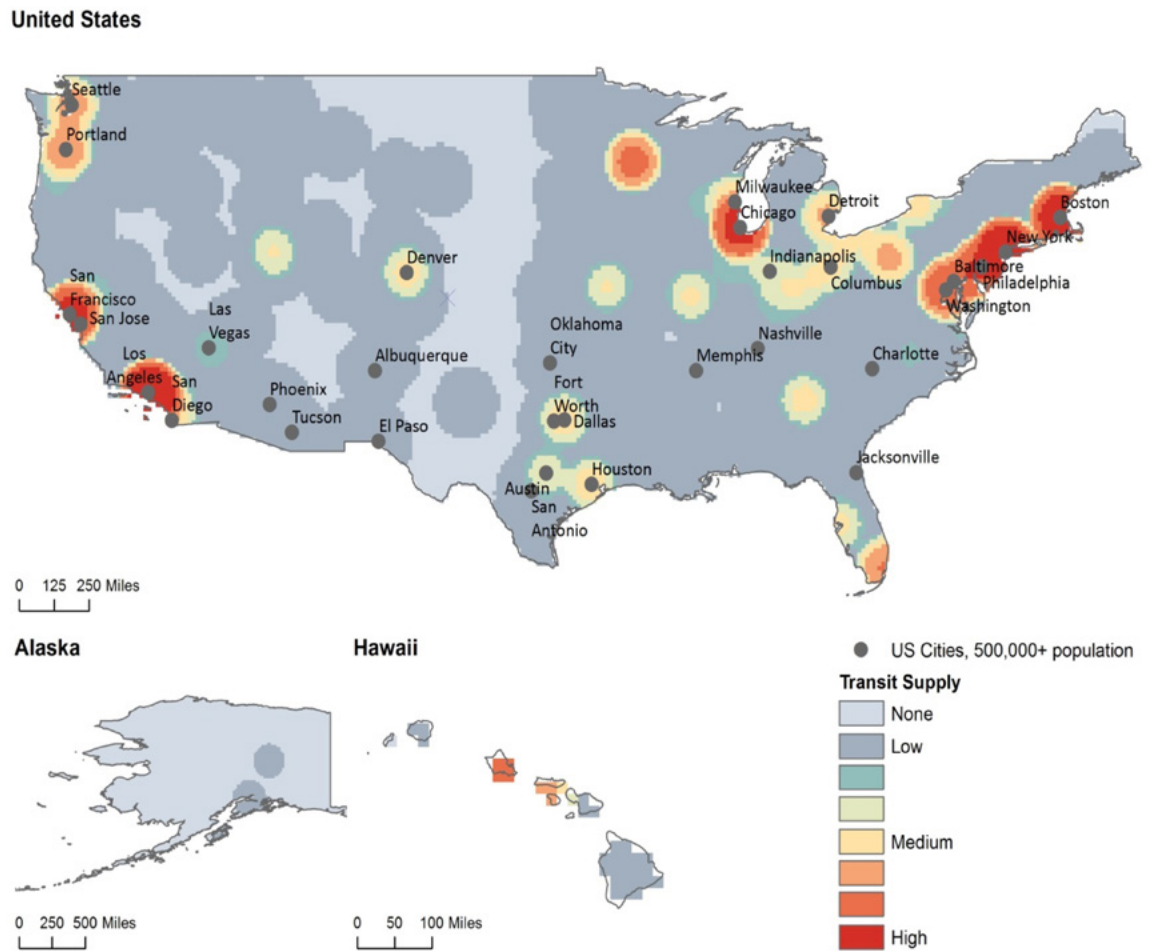 United States
Seattle
Portland
Milwaukee
Chicago
Detroit
Boston
New York
Denver
Indianapolis
Columbus
Baltimore
Philadelphia
Washington
San
Francisco
San Jose
Las
Vegas
Oklahoma
City
Nashville
Los
Angeles
San
Diego
Albuquerque
Memphis
Charlotte
Phoenix
Tucson
El Paso
Fort
Worth
Dallas
Jacksonville
Houston
Austin
San
Antonio
0 125 250 Miles
Alaska
Hawaii
US Cities, 500,000+ population
Transit Supply
None
Low
Medium
High
0 250 500 Miles
0 50 100 Miles